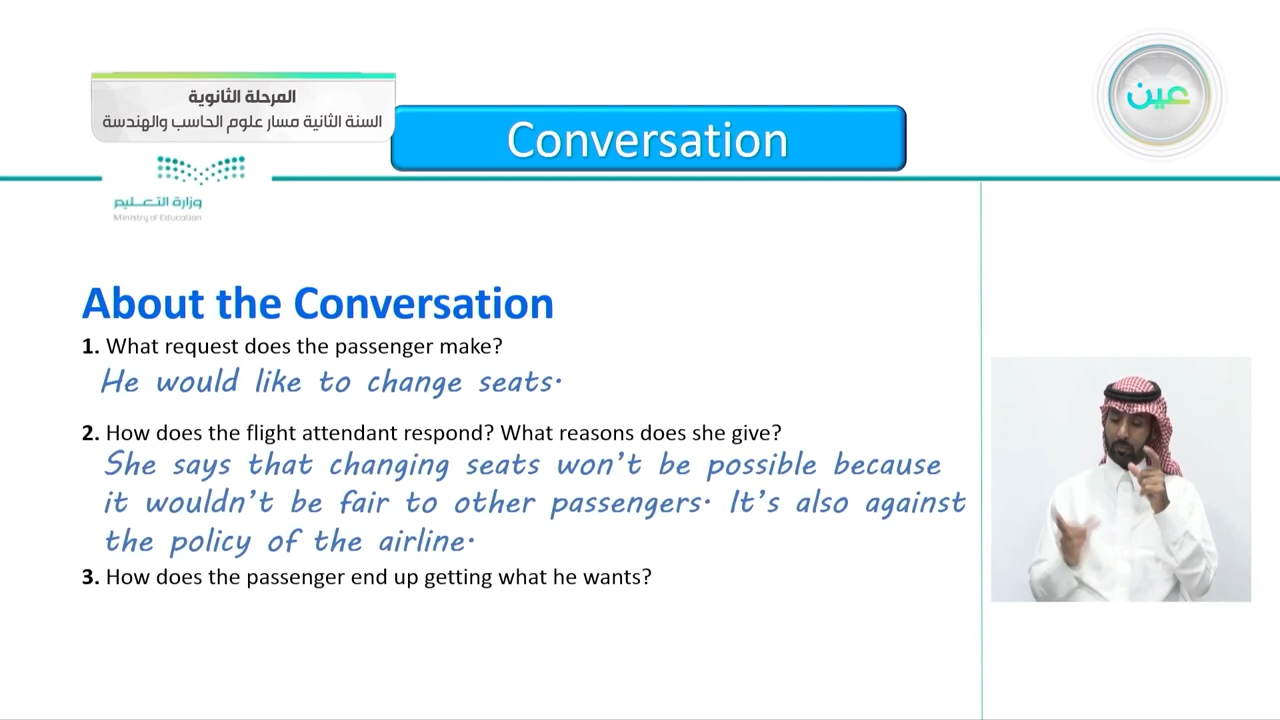 المرحلة الثانوية
السنة الثانية مسار علوم الحاسب والهندسة
عين
Conversation
وزارة التعليم
Ministry of Education
About the Conversation
1. What request does the passenger make?
He would like to change seats.
2. How does the flight attendant respond? What reasons does she give?
She says that changing seats won't be possible because
it wouldn't be fair to other passengers. It's also against
the policy of the airline.
3. How does the passenger end up getting what he wants?